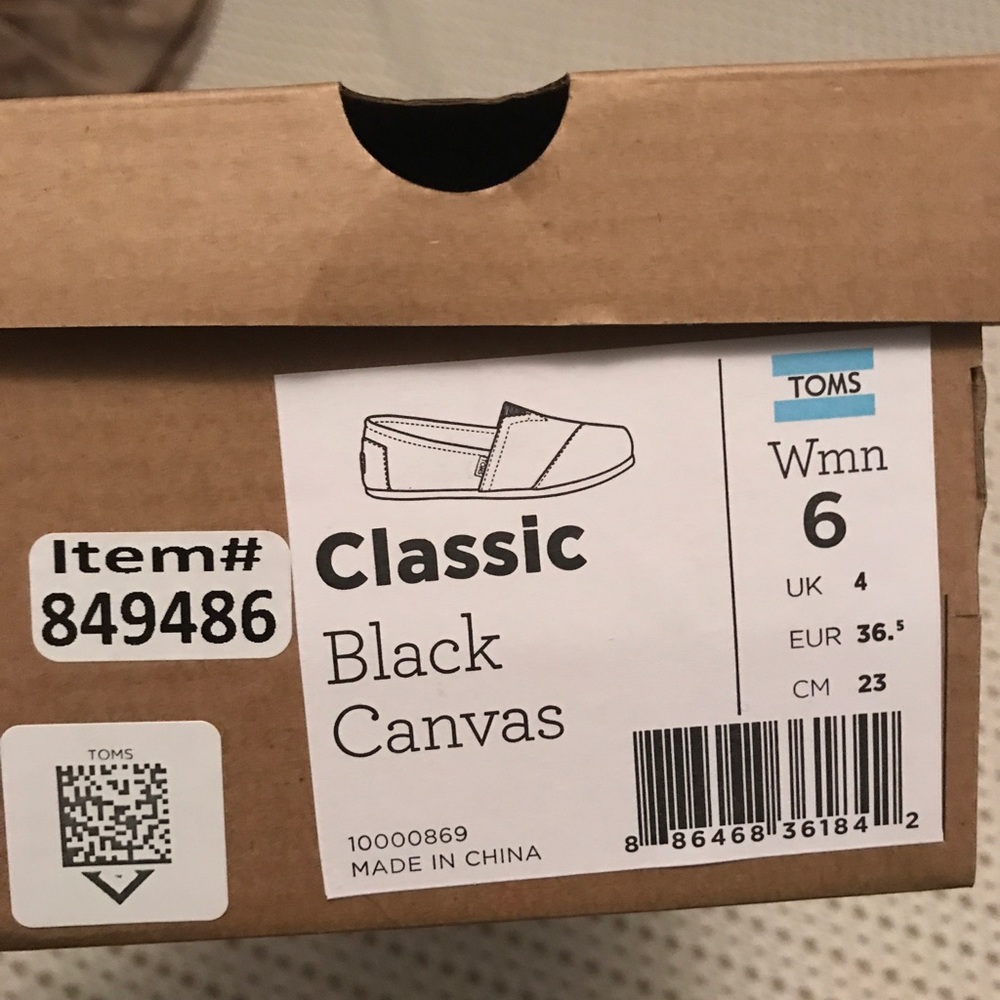 Item#
849486
TOMS
Classic
Black
Canvas
10000869
MADE IN CHINA
TOMS
Wmn
6
UK 4
EUR 36.⁵
CM 23
8 86468 36184 2